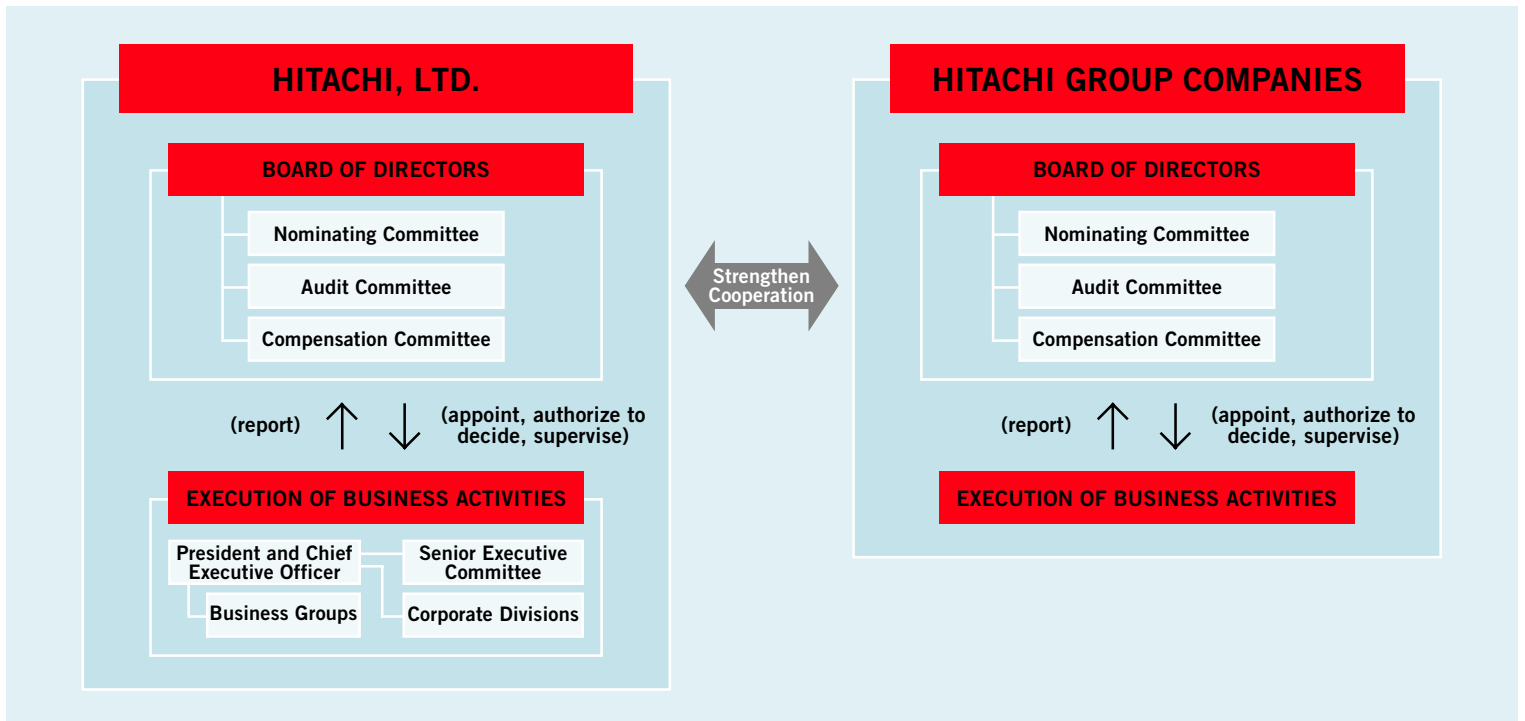 HITACHI, LTD.
BOARD OF DIRECTORS
Nominating Committee
Audit Committee
Compensation Committee
(report)
(appoint, authorize to
decide, supervise)
EXECUTION OF BUSINESS ACTIVITIES
President and Chief
Executive Officer
Senior Executive
Committee
Business Groups
Corporate Divisions
Strengthen
Cooperation
HITACHI GROUP COMPANIES
BOARD OF DIRECTORS
Nominating Committee
Audit Committee
Compensation Committee
(report)
(appoint, authorize to
decide, supervise)
EXECUTION OF BUSINESS ACTIVITIES